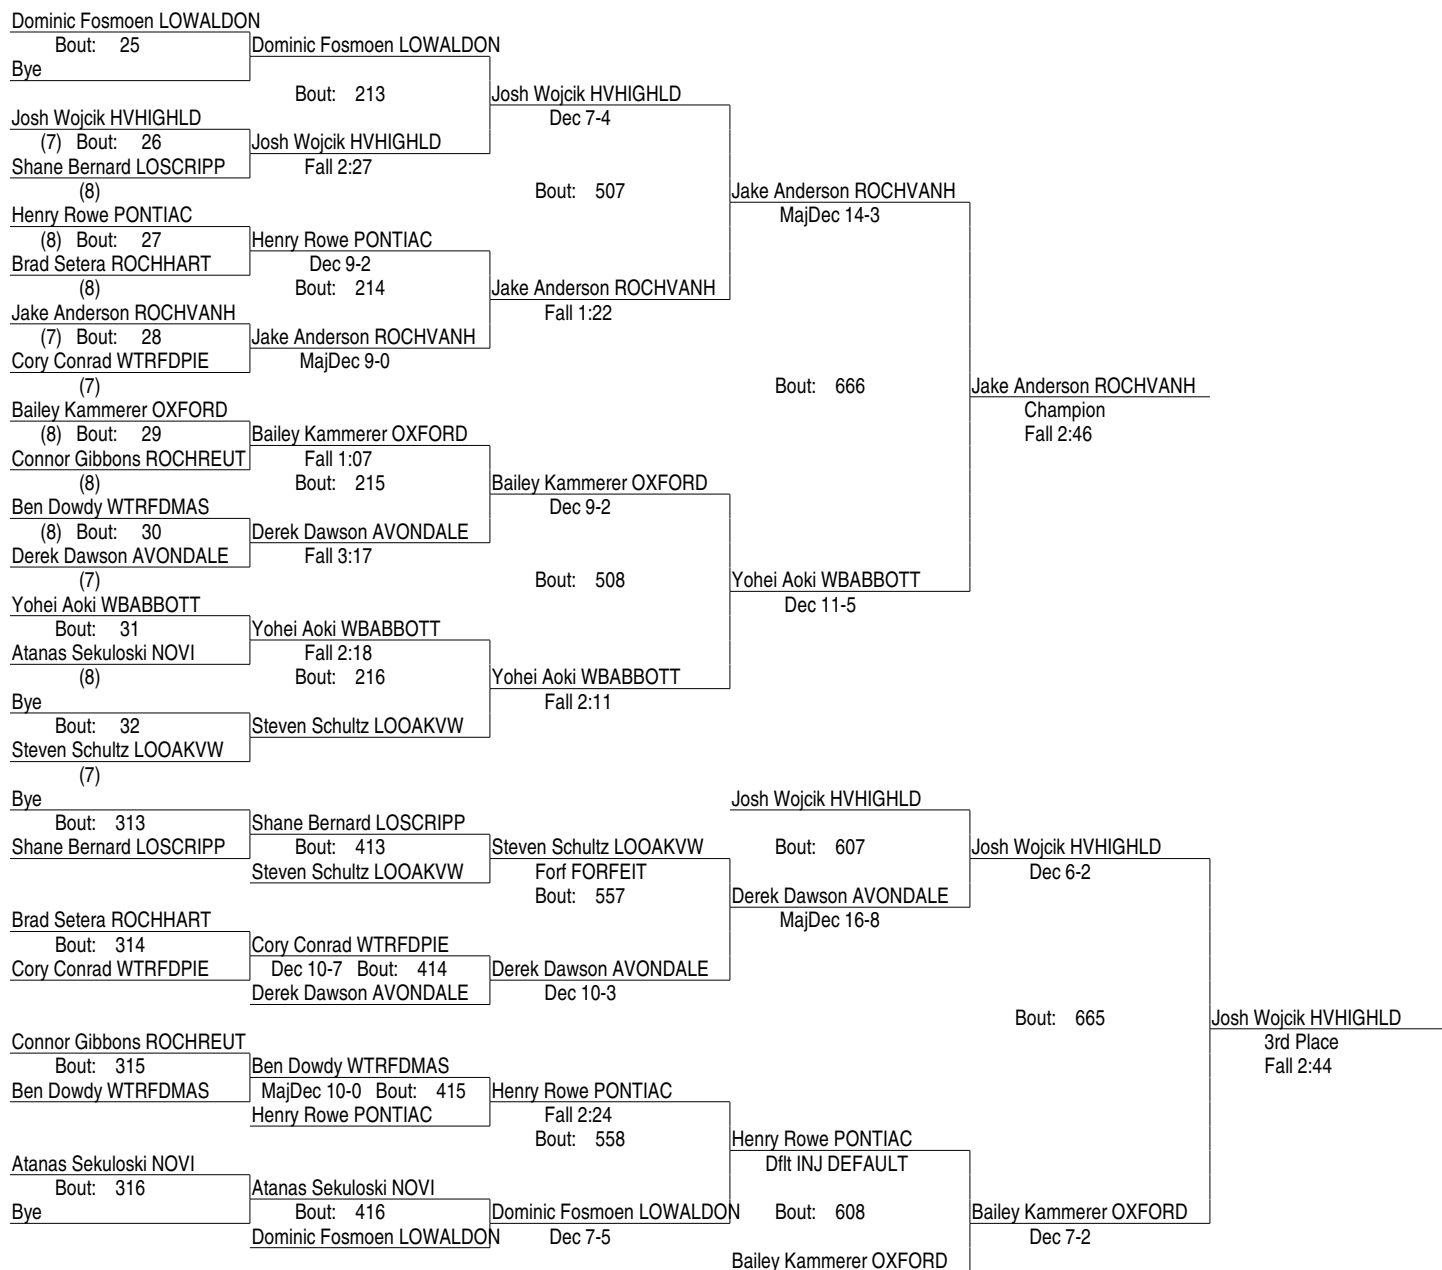 Dominic Fosmoen LOWALDON
Bout: 25
Dominic Fosmoen LOWALDON
Bye
Bout: 213
Josh Wojcik HVHIGHLD
Dec 7-4
Josh Wojcik HVHIGHLD
(7) Bout: 26
Josh Wojcik HVHIGHLD
Shane Bernard LOSCRIPP
Fall 2:27
(8)
Bout: 507
Jake Anderson ROCHVANH
MajDec 14-3
Henry Rowe PONTIAC
(8) Bout: 27
Henry Rowe PONTIAC
Brad Setera ROCHHART
Dec 9-2
(8)
Bout: 214
Jake Anderson ROCHVANH
Fall 1:22
Jake Anderson ROCHVANH
(7) Bout: 28
Jake Anderson ROCHVANH
Cory Conrad WTRFDPIE
MajDec 9-0
(7)
Bout: 666
Jake Anderson ROCHVANH
Champion
Fall 2:46
Bailey Kammerer OXFORD
(8) Bout: 29
Bailey Kammerer OXFORD
Connor Gibbons ROCHREUT
Fall 1:07
(8)
Bout: 215
Bailey Kammerer OXFORD
Dec 9-2
Ben Dowdy WTRFDMAS
(8) Bout: 30
Derek Dawson AVONDALE
Derek Dawson AVONDALE
Fall 3:17
(7)
Bout: 508
Yohei Aoki WBABBOTT
Dec 11-5
Yohei Aoki WBABBOTT
Bout: 31
Yohei Aoki WBABBOTT
Atanas Sekuloski NOVI
Fall 2:18
(8)
Bout: 216
Yohei Aoki WBABBOTT
Fall 2:11
Bye
Bout: 32
Steven Schultz LOOAKVW
Steven Schultz LOOAKVW
(7)
Bye
Josh Wojcik HVHIGHLD
Bout: 313
Shane Bernard LOSCRIPP
Shane Bernard LOSCRIPP
Bout: 413
Steven Schultz LOOAKVW
Bout: 607
Josh Wojcik HVHIGHLD
Steven Schultz LOOAKVW
Forf FORFEIT
Dec 6-2
Bout: 557
Derek Dawson AVONDALE
MajDec 16-8
Brad Setera ROCHHART
Bout: 314
Cory Conrad WTRFDPIE
Cory Conrad WTRFDPIE
Dec 10-7 Bout: 414
Derek Dawson AVONDALE
Derek Dawson AVONDALE
Dec 10-3
Bout: 665
Josh Wojcik HVHIGHLD
3rd Place
Fall 2:44
Connor Gibbons ROCHREUT
Bout: 315
Ben Dowdy WTRFDMAS
Ben Dowdy WTRFDMAS
MajDec 10-0 Bout: 415
Henry Rowe PONTIAC
Henry Rowe PONTIAC
Fall 2:24
Bout: 558
Henry Rowe PONTIAC
Dflt INJ DEFAULT
Atanas Sekuloski NOVI
Bout: 316
Atanas Sekuloski NOVI
Bye
Bout: 416
Dominic Fosmoen LOWALDON
Bout: 608
Bailey Kammerer OXFORD
Dominic Fosmoen LOWALDON
Dec 7-5
Dec 7-2
Bailey Kammerer OXFORD